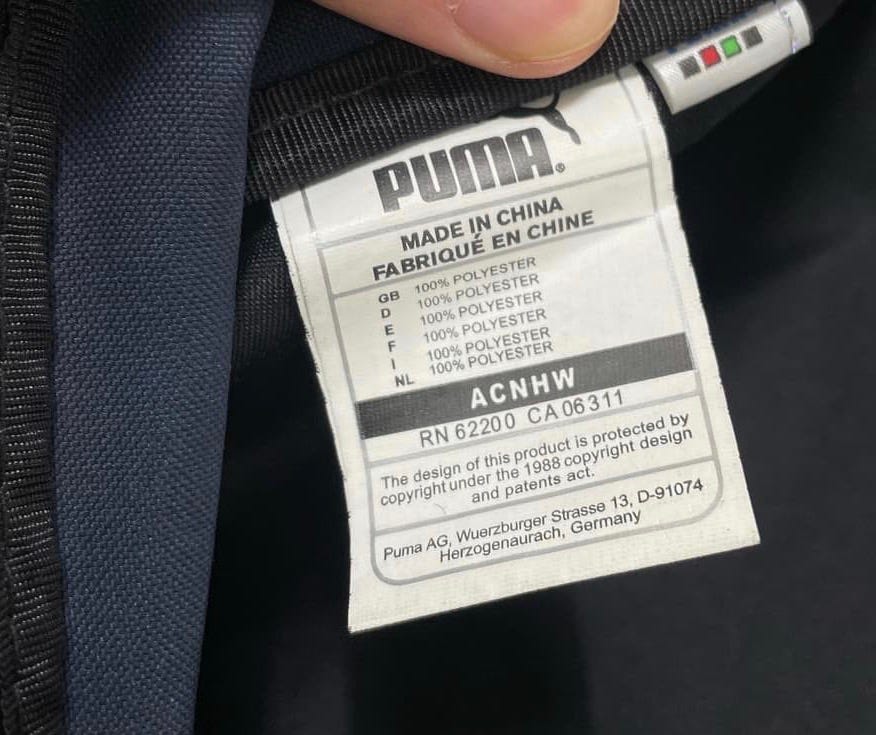 PUMA®
MADE IN CHINA
FABRIQUÉ EN CHINE
GB 100% POLYESTER
D 100% POLYESTER
E 100% POLYESTER
F 100% POLYESTER
I 100% POLYESTER
NL 100% POLYESTER
ACNHW
RN 62200 CA 06311
The design of this product is protected by
copyright under the 1988 copyright design
and patents act.
Puma AG, Wuerzburger Strasse 13, D-91074
Herzogenaurach, Germany